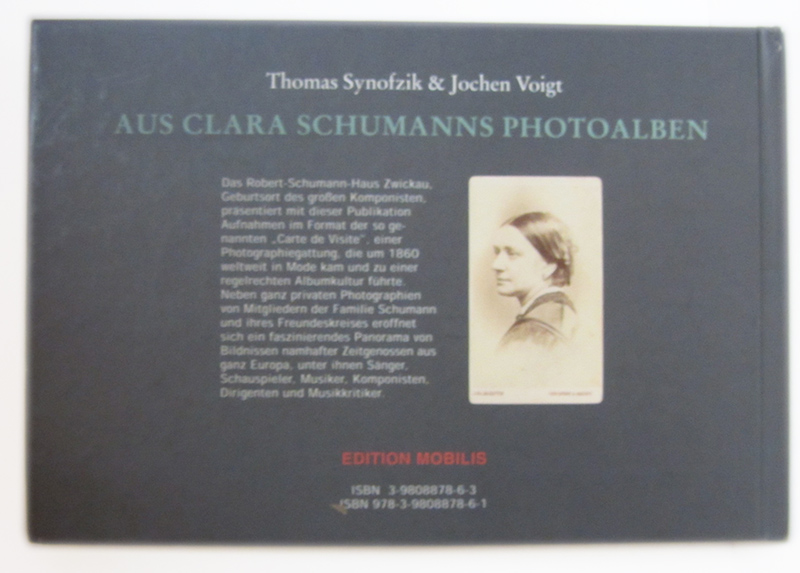 Thomas Synofzik & Jochen Voigt
AUS CLARA SCHUMANNS PHOTOALBEN
Das Robert-Schumann-Haus Zwickau,
Geburtsort des großen Komponisten,
präsentiert mit dieser Publikation
Aufnahmen im Format der so ge-
nannten „Carte de Visite“, einer
Photographiegattung, die um 1860
weltweit in Mode kam und zu einer
regelrechten Albumkultur führte.
Neben ganz privaten Photographien
von Mitgliedern der Familie Schumann
und ihres Freundeskreises eröffnet
sich ein faszinierendes Panorama von
Bildnissen namhafter Zeitgenossen aus
ganz Europa, unter ihnen Sänger,
Schauspieler, Musiker, Komponisten,
Dirigenten und Musikkritiker.
EDITION MOBILIS
ISBN 3-9808878-6-3
ISBN 978-3-9808878-6-1